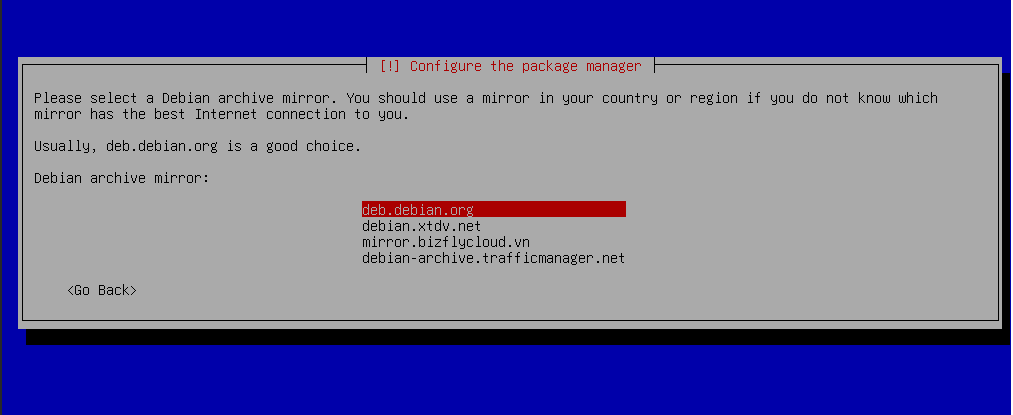 [!] Configure the package manager
Please select a Debian archive mirror. You should use a mirror in your country or region if you do not know which
mirror has the best Internet connection to you.
Usually, deb.debian.org is a good choice.
Debian archive mirror:
deb.debian.org
debian.xtdv.net
mirror.bizflycloud.vn
debian-archive.trafficmanager.net
<Go Back>